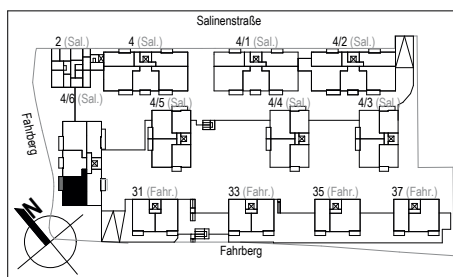 Salinenstraße
2 (Sal.) 4 (Sal.) 4/1 (Sal.) 4/2 (Sal.)
4/6 (Sal.) 4/5 (Sal.) 4/4 (Sal.) 4/3 (Sal.)
Fahrberg
31 (Fahr.) 33 (Fahr.) 35 (Fahr.) 37 (Fahr.)
N
Fahrberg